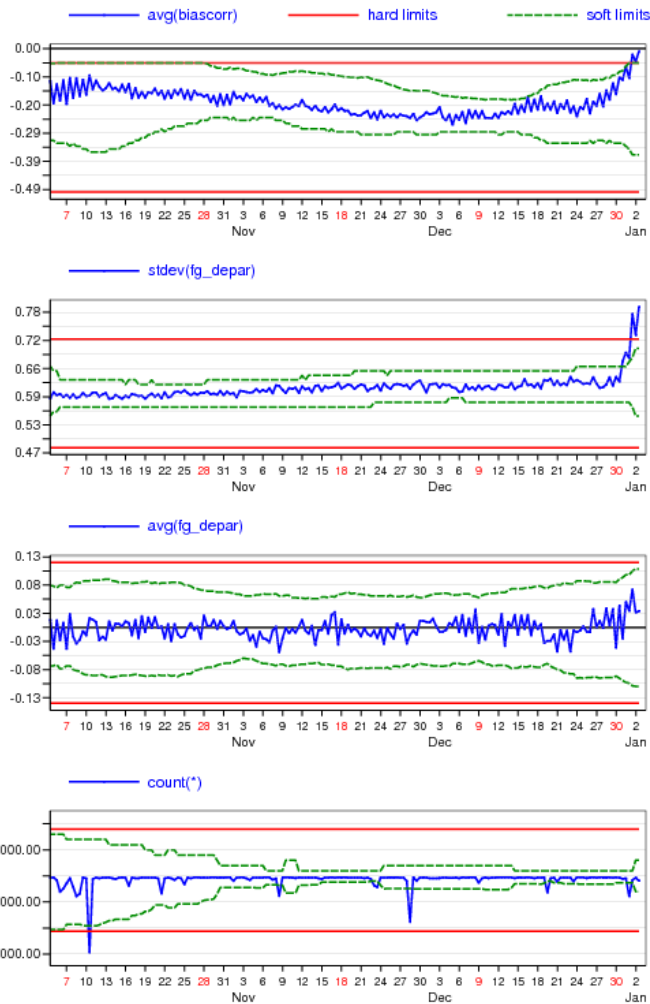 avg(biascorr) hard limits soft limits
0.00
-0.10
-0.20
-0.29
-0.39
-0.49
7 10 13 16 19 22 25 28 31 3 6 9 12 15 18 21 24 27 30 3 6 9 12 15 18 21 24 27 30 2
Nov Dec Jan
stdev(fg_depar)
0.78
0.72
0.66
0.59
0.53
0.47
7 10 13 16 19 22 25 28 31 3 6 9 12 15 18 21 24 27 30 3 6 9 12 15 18 21 24 27 30 2
Nov Dec Jan
avg(fg_depar)
0.13
0.08
0.03
-0.03
-0.08
-0.13
7 10 13 16 19 22 25 28 31 3 6 9 12 15 18 21 24 27 30 3 6 9 12 15 18 21 24 27 30 2
Nov Dec Jan
count(*)
000.00
000.00
000.00
7 10 13 16 19 22 25 28 31 3 6 9 12 15 18 21 24 27 30 3 6 9 12 15 18 21 24 27 30 2
Nov Dec Jan